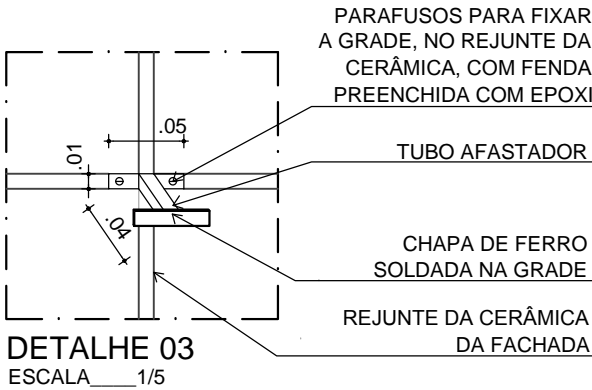 PARAFUSOS PARA FIXAR
A GRADE, NO REJUNTE DA
CERÂMICA, COM FENDA
PREENCHIDA COM EPOXI
.05
.01
TUBO AFASTADOR
.04
CHAPA DE FERRO
SOLDADA NA GRADE
REJUNTE DA CERÂMICA
DA FACHADA
DETALHE 03
ESCALA____1/5